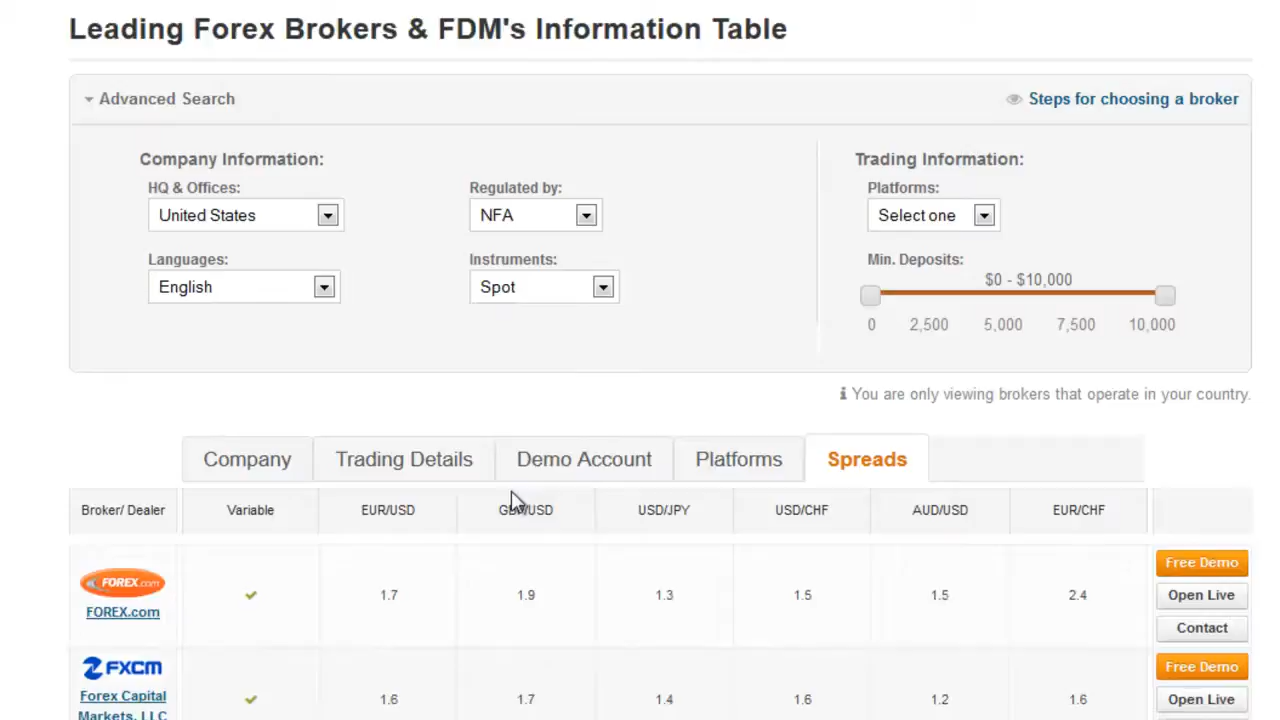 Leading Forex Brokers & FDM's Information Table
Advanced Search
Steps for choosing a broker
Company Information:
Trading Information:
HQ & Offices:
Regulated by:
Platforms:
United States
NFA
Select one
Languages:
Instruments:
Min. Deposits:
English
Spot
$0 - $10,000
0 2,500 5,000 7,500 10,000
You are only viewing brokers that operate in your country.
Company Trading Details Demo Account Platforms Spreads
Broker/ Dealer Variable EUR/USD GBP/USD USD/JPY USD/CHF AUD/USD EUR/CHF
FOREX.com
FOREX.com
1.7 1.9 1.3 1.5 1.5 2.4
Free Demo
Open Live
Contact
FXCM
Forex Capital
Markets, LLC
1.6 1.7 1.4 1.6 1.2 1.6
Free Demo
Open Live